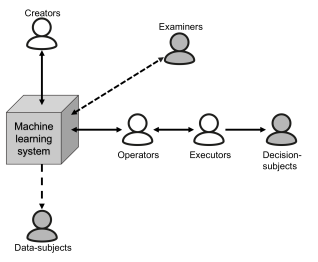 Creators
Examiners
Machine
learning
system
Operators
Executors
Decision-
subjects
Data-subjects